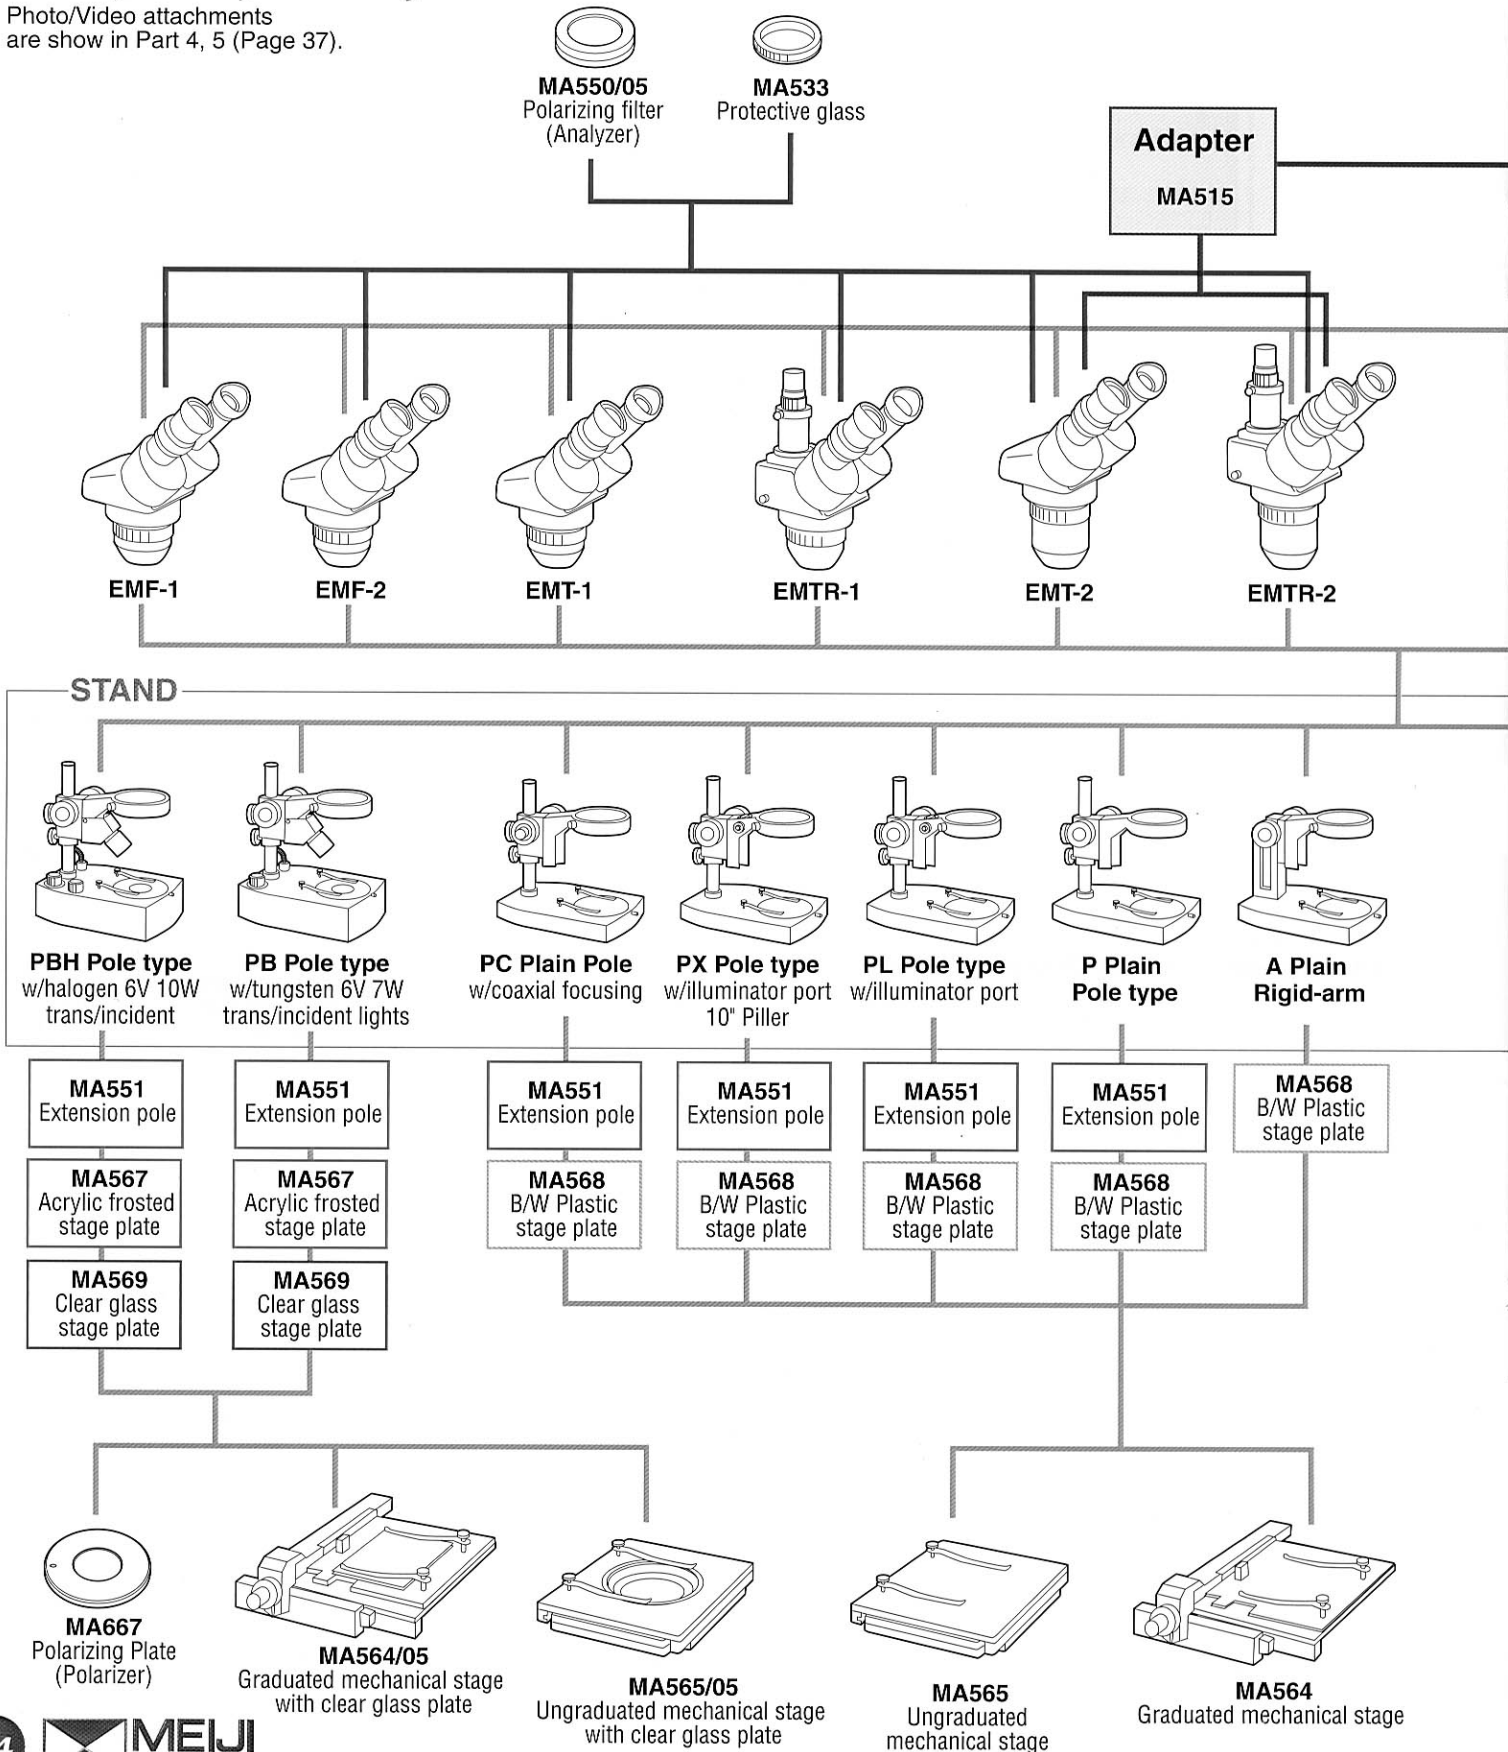 Photo/Video attachments
are show in Part 4, 5 (Page 37).
MA550/05
Polarizing filter
(Analyzer)
MA533
Protective glass
Adapter
MA515
EMF-1
EMF-2
EMT-1
EMTR-1
EMT-2
EMTR-2
STAND
PBH Pole type
w/halogen 6V 10W
trans/incident
PB Pole type
w/tungsten 6V 7W
trans/incident lights
PC Plain Pole
w/coaxial focusing
PX Pole type
w/illuminator port
10" Piller
PL Pole type
w/illuminator port
P Plain
Pole type
A Plain
Rigid-arm
MA551
Extension pole
MA551
Extension pole
MA551
Extension pole
MA551
Extension pole
MA551
Extension pole
MA551
Extension pole
MA568
B/W Plastic
stage plate
MA567
Acrylic frosted
stage plate
MA567
Acrylic frosted
stage plate
MA568
B/W Plastic
stage plate
MA568
B/W Plastic
stage plate
MA568
B/W Plastic
stage plate
MA568
B/W Plastic
stage plate
MA569
Clear glass
stage plate
MA569
Clear glass
stage plate
MA667
Polarizing Plate
(Polarizer)
MA564/05
Graduated mechanical stage
with clear glass plate
MA565/05
Ungraduated mechanical stage
with clear glass plate
MA565
Ungraduated
mechanical stage
MA564
Graduated mechanical stage
MEIJI